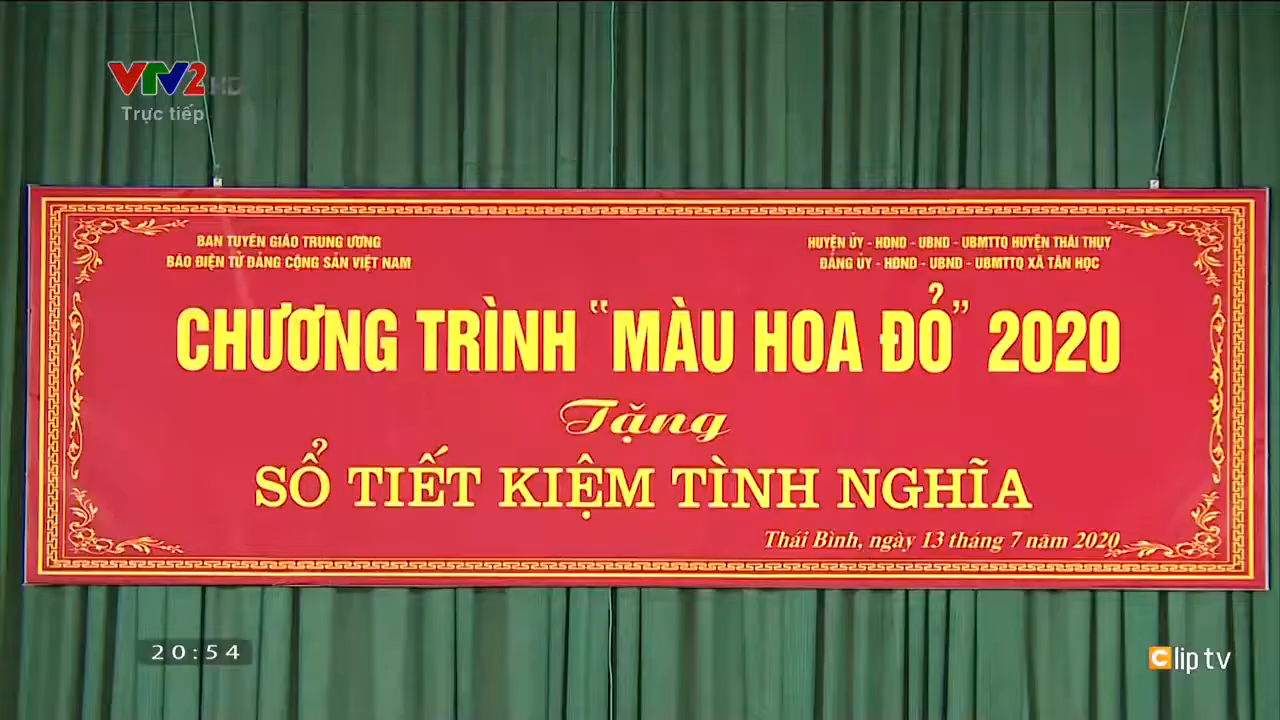 VTV2 HD
Trực tiếp
BAN TUYÊN GIÁO TRUNG ƯƠNG
BÁO ĐIỆN TỬ ĐẢNG CỘNG SẢN VIỆT NAM
HUYỆN ỦY - HĐND - UBND - UBMTTQ HUYỆN THÁI THỤY
ĐẢNG ỦY - HĐND - UBND - UBMTTQ XÃ TÂN HỌC
CHƯƠNG TRÌNH "MÀU HOA ĐỎ" 2020
Tặng
SỔ TIẾT KIỆM TÌNH NGHĨA
Thái Bình, ngày 13 tháng 7 năm 2020
20:54
Clip tv